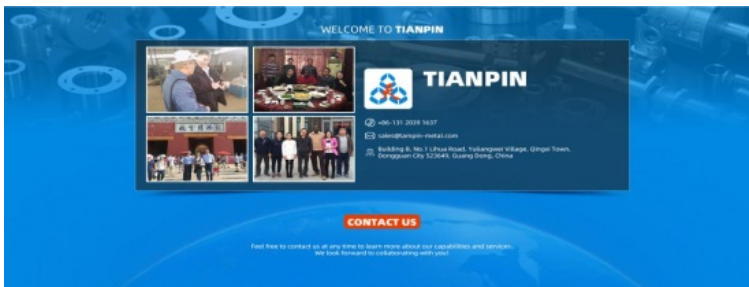 WELCOME TO TIANPIN
TIANPIN
+86-131 2039 1637
sales@tianpin-metal.com
Building B, No.1 Lihua Road, Yuliangwei Village, Qingxi Town,
Dongguan City 523649, Guang Dong, China
CONTACT US
Feel free to contact us at any time to learn more about our capabilities and services.
We look forward to collaborating with you!